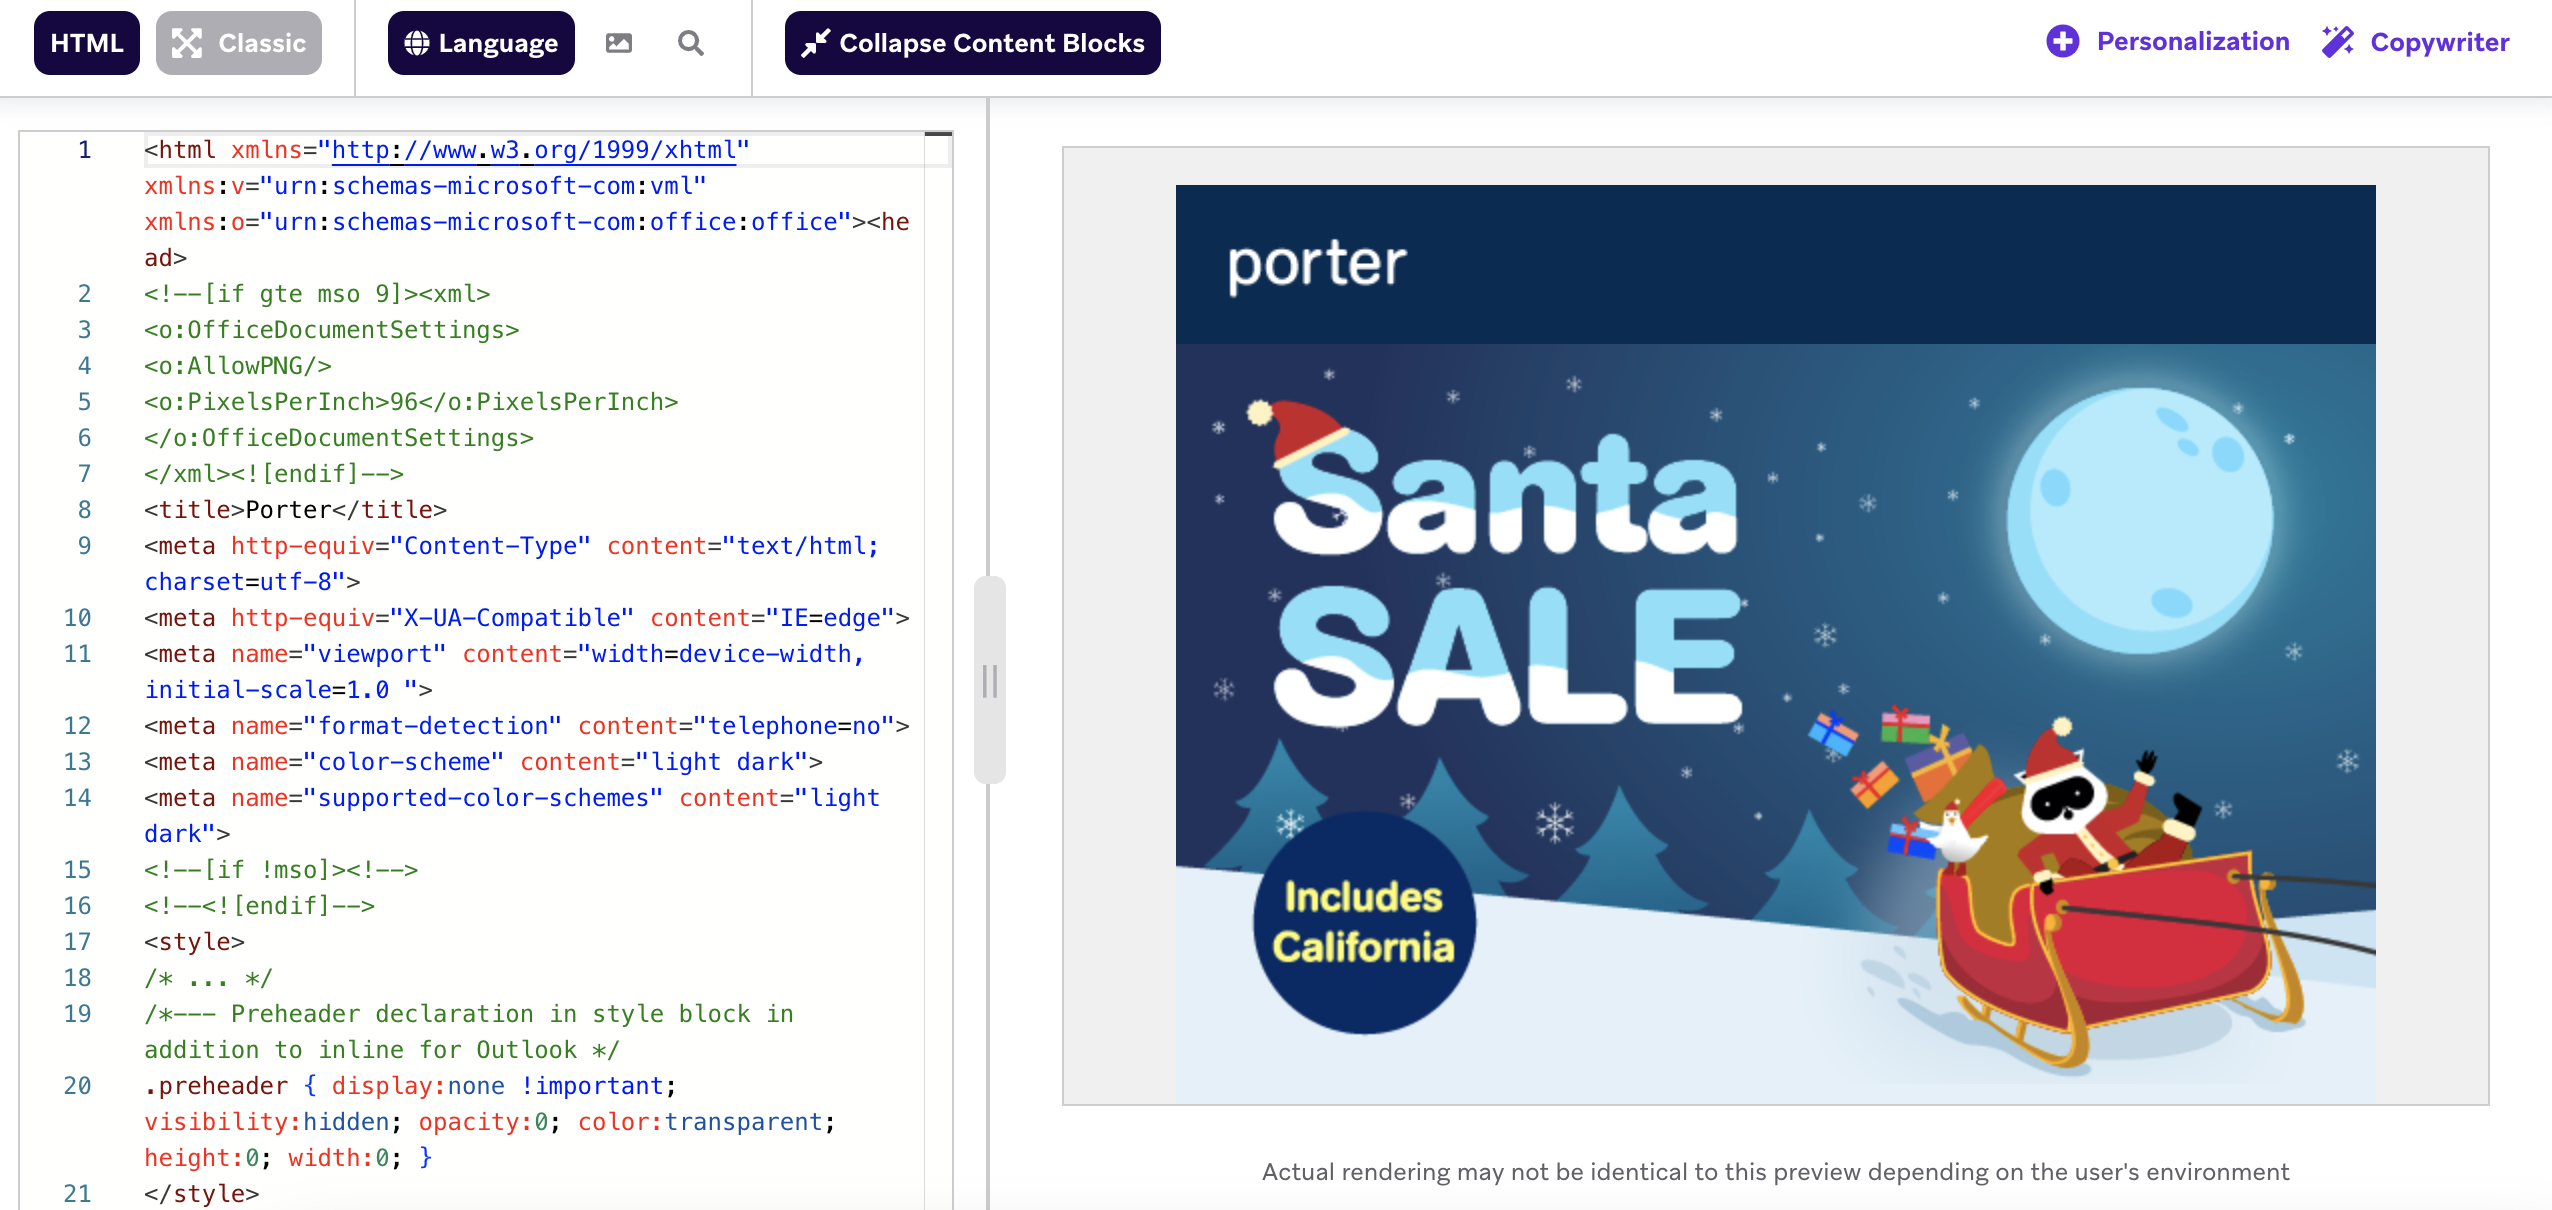 HTML
Classic
Language
Collapse Content Blocks
Personalization
Copywriter
1 <html xmlns="http://www.w3.org/1999/xhtml"
xmlns:v="urn:schemas-microsoft-com:vml"
xmlns:o="urn:schemas-microsoft-com:office:office"><he
ad>
2 <!--[if gte mso 9]><xml>
3 <o:OfficeDocumentSettings>
4 <o:AllowPNG/>
5 <o:PixelsPerInch>96</o:PixelsPerInch>
6 </o:OfficeDocumentSettings>
7 </xml><![endif]-->
8 <title>Porter</title>
9 <meta http-equiv="Content-Type" content="text/html;
charset=utf-8">
10 <meta http-equiv="X-UA-Compatible" content="IE=edge">
11 <meta name="viewport" content="width=device-width,
initial-scale=1.0 ">
12 <meta name="format-detection" content="telephone=no">
13 <meta name="color-scheme" content="light dark">
14 <meta name="supported-color-schemes" content="light
dark">
15 <!--[if !mso]><!-->
16 <!--<![endif]-->
17 <style>
18 /* ... */
19 /*--- Preheader declaration in style block in
addition to inline for Outlook */
20 .preheader { display:none !important;
visibility:hidden; opacity:0; color:transparent;
height:0; width:0; }
21 </style>
porter
Santa
SALE
Includes
California
Actual rendering may not be identical to this preview depending on the user's environment